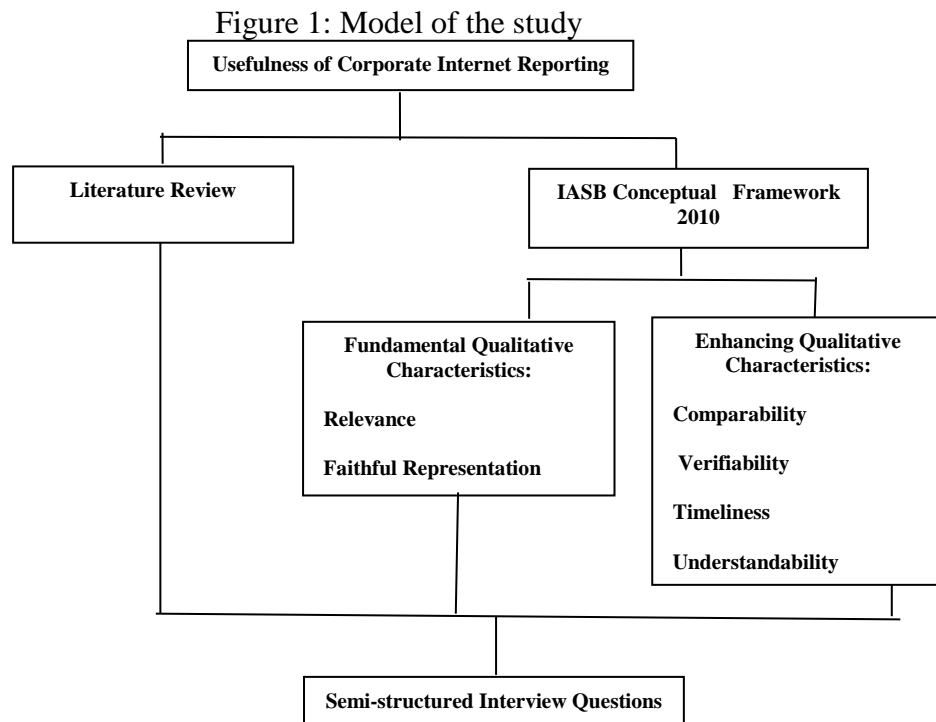 Figure 1: Model of the study
Usefulness of Corporate Internet Reporting
Literature Review
IASB Conceptual Framework
2010
Fundamental Qualitative
Characteristics:
Relevance
Faithful Representation
Enhancing Qualitative
Characteristics:
Comparability
Verifiability
Timeliness
Understandability
Semi-structured Interview Questions